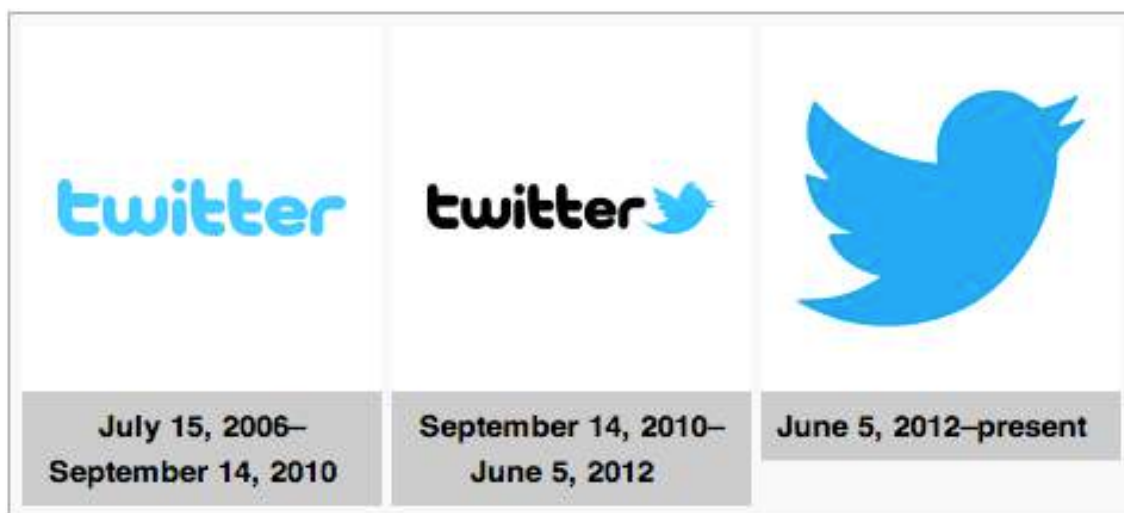 twitter
twitter
July 15, 2006–
September 14, 2010
September 14, 2010–
June 5, 2012
June 5, 2012–present